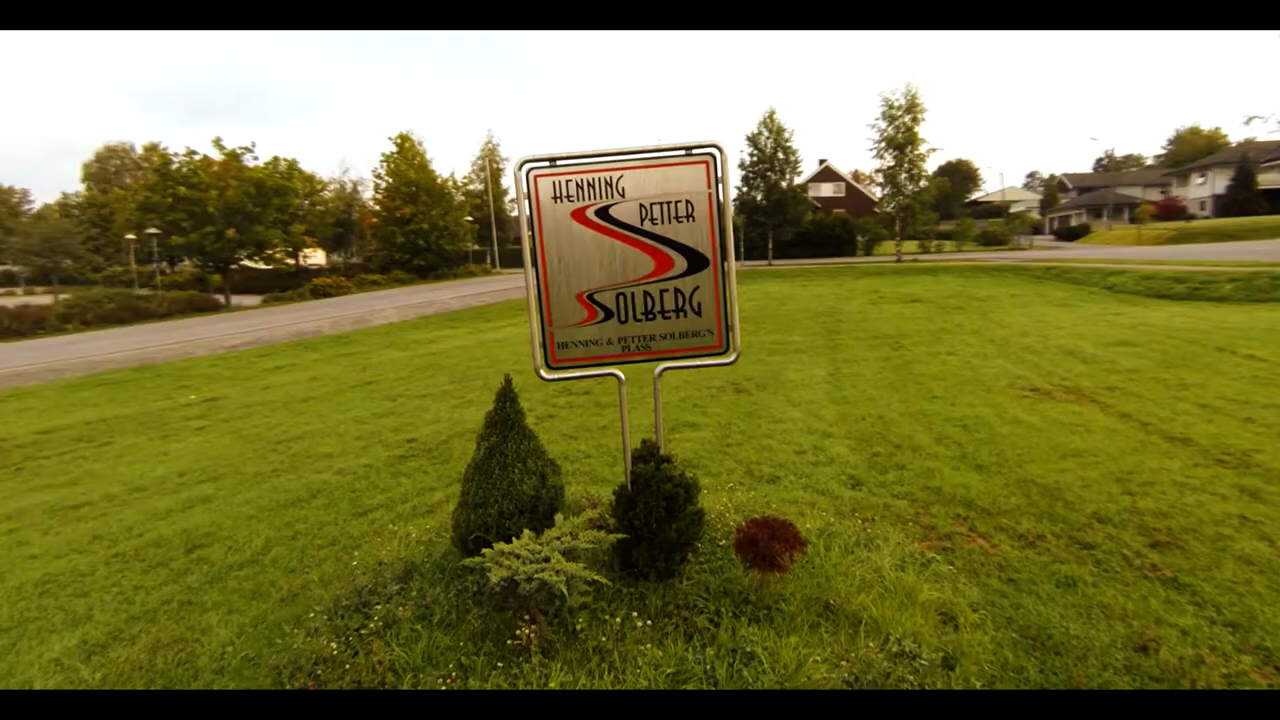 HENNING
PETTER
SOLBERG
HENNING & PETTER SOLBERG'S
PLASS